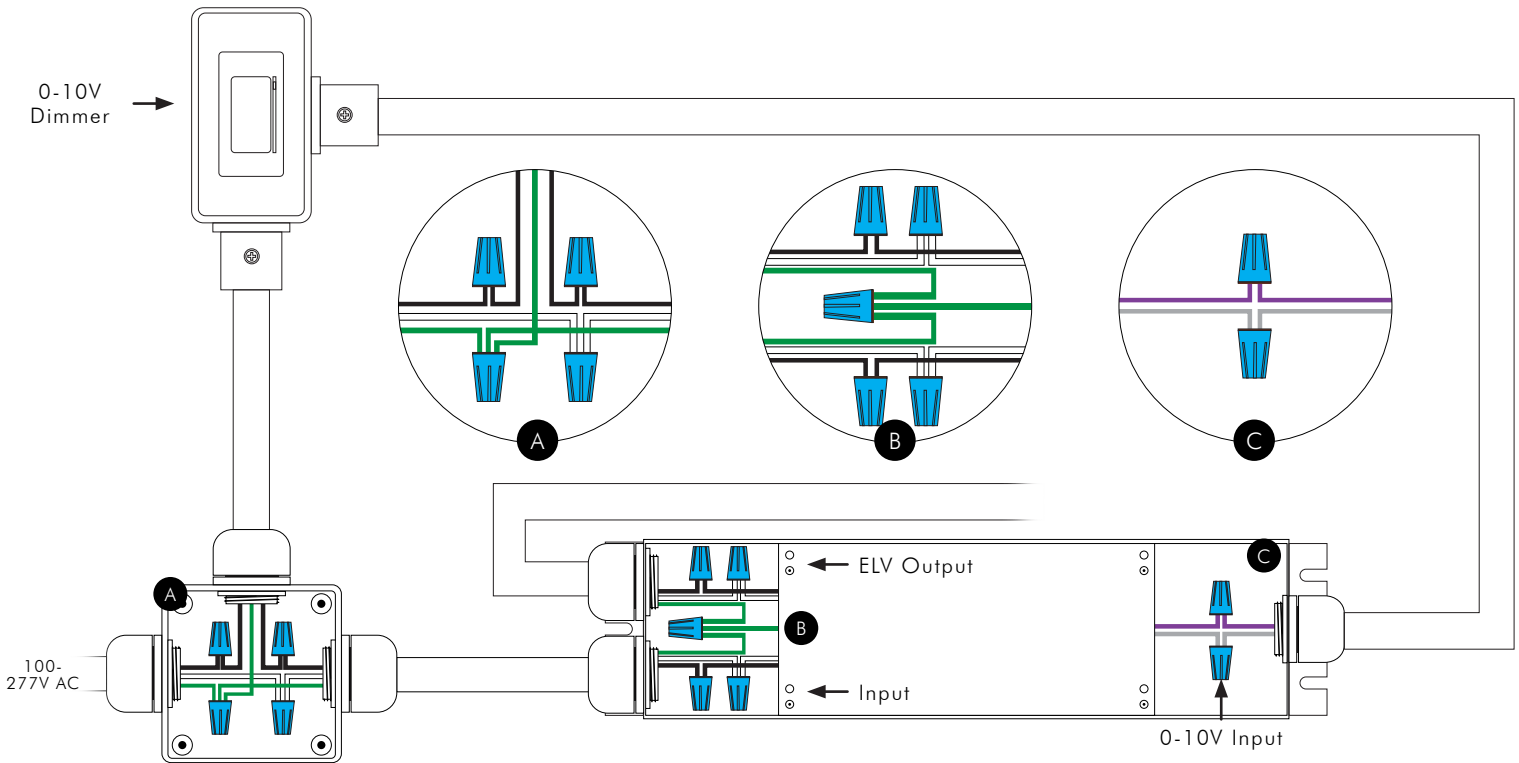 0-10V
Dimmer
A
B
C
A
100-
277V AC
B
C
ELV Output
Input
0-10V Input